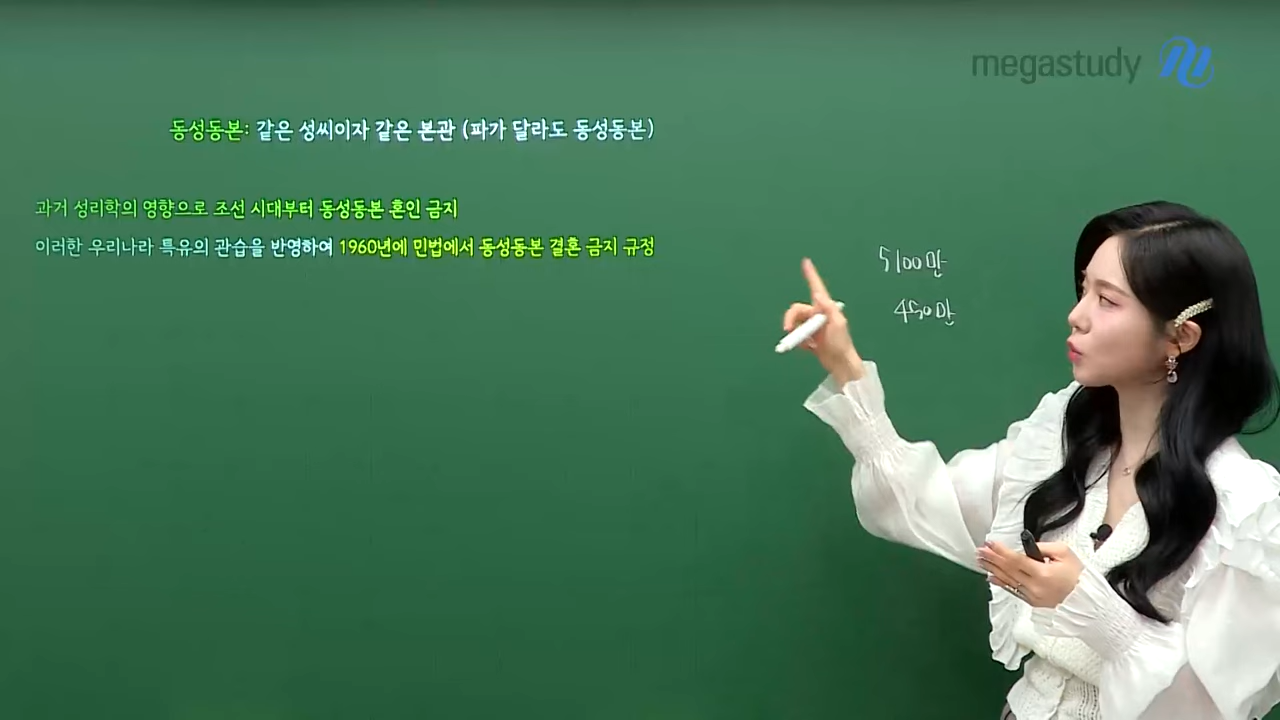 megastudy
동성동본: 같은 성씨이자 같은 본관 (파가 달라도 동성동본)
과거 성리학의 영향으로 조선 시대부터 동성동본 혼인 금지
이러한 우리나라 특유의 관습을 반영하여 1960년에 민법에서 동성동본 결혼 금지 규정
5100만
450만